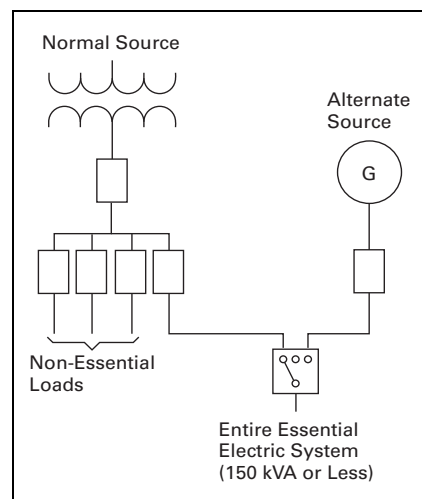 Normal Source
Alternate
Source
G
Non-Essential
Loads
Entire Essential
Electric System
(150 kVA or Less)